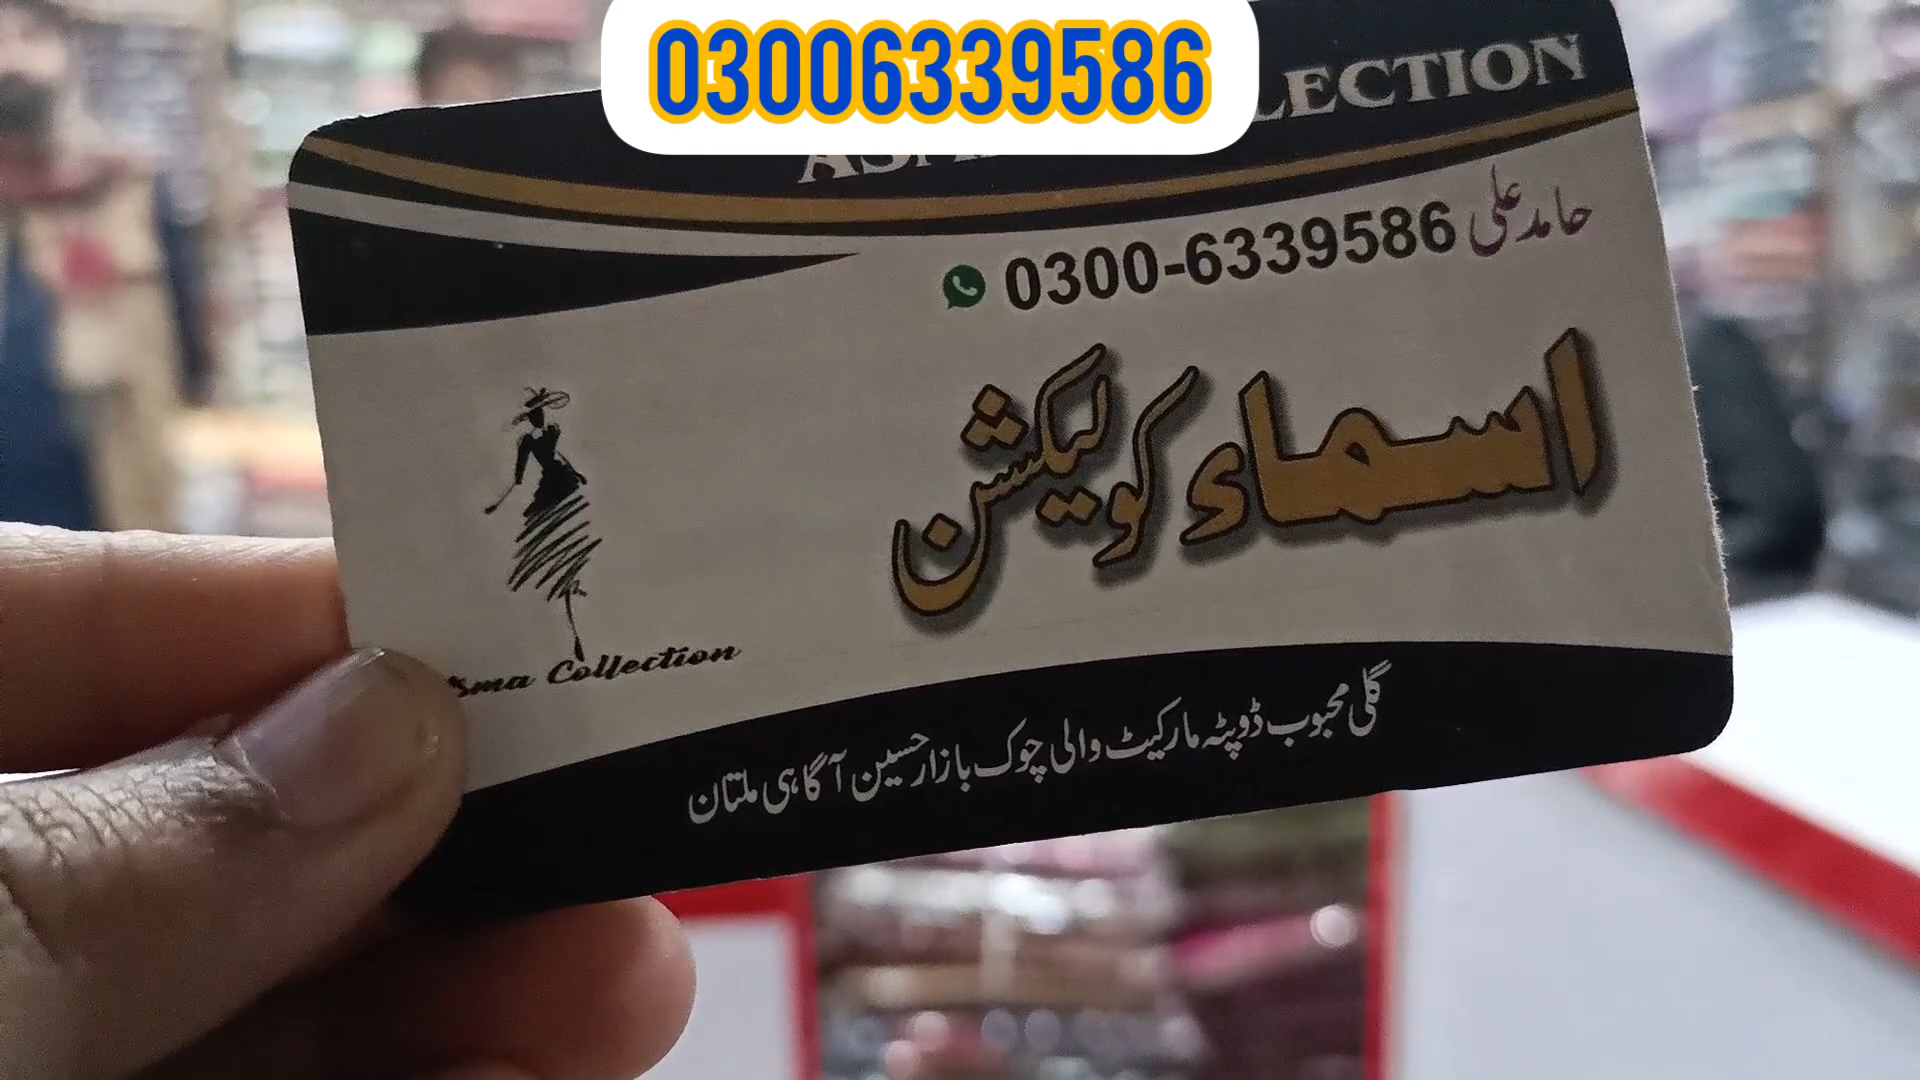 03006339586
LECTION
حامد علی 0300-6339586
اسماء کولیکشن
sma Collection
گلی محبوب ڈوپٹہ مارکیٹ والی چوک بازار حسین آگاہی ملتان